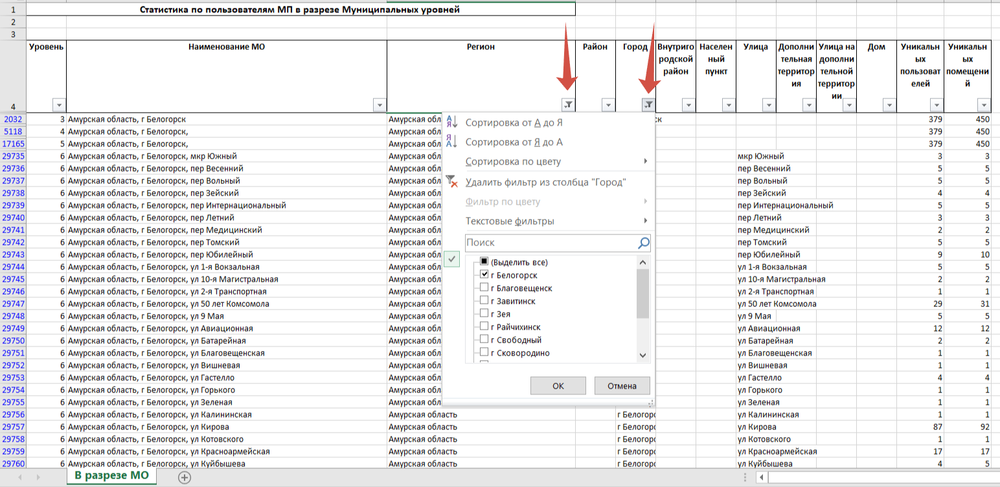 1 Статистика по пользователям МП в разрезе Муниципальных уровней
2
3
Уровень Наименование МО Регион Район Город Внутригородской район Населенный пункт Улица Дополнительная территория Улица на дополнительной территории Дом Уникальных пользователей Уникальных помещений
4
2032 3 Амурская область, г Белогорск Амурская обл ск 379 450
5118 4 Амурская область, г Белогорск, Амурская обл 379 450
17165 5 Амурская область, г Белогорск, Амурская обл 379 450
29735 6 Амурская область, г Белогорск, мкр Южный Амурская обл мкр Южный 3 3
29736 6 Амурская область, г Белогорск, пер Весенний Амурская обл пер Весенний 5 5
29737 6 Амурская область, г Белогорск, пер Вольный Амурская обл пер Вольный 5 5
29738 6 Амурская область, г Белогорск, пер Зейский Амурская обл пер Зейский 4 4
29739 6 Амурская область, г Белогорск, пер Интернациональный Амурская обл пер Интернациональный 5 5
29740 6 Амурская область, г Белогорск, пер Летний Амурская обл пер Летний 3 3
29741 6 Амурская область, г Белогорск, пер Медицинский Амурская обл пер Медицинский 2 2
29742 6 Амурская область, г Белогорск, пер Томский Амурская обл пер Томский 5 5
29743 6 Амурская область, г Белогорск, пер Юбилейный Амурская обл пер Юбилейный 9 10
29744 6 Амурская область, г Белогорск, ул 1-я Вокзальная Амурская обл ул 1-я Вокзальная 5 5
29745 6 Амурская область, г Белогорск, ул 10-я Магистральная Амурская обл ул 10-я Магистральная 2 2
29746 6 Амурская область, г Белогорск, ул 2-я Транспортная Амурская обл ул 2-я Транспортная 1 1
29747 6 Амурская область, г Белогорск, ул 50 лет Комсомола Амурская обл ул 50 лет Комсомола 29 31
29748 6 Амурская область, г Белогорск, ул 9 Мая Амурская обл ул 9 Мая 5 5
29749 6 Амурская область, г Белогорск, ул Авиационная Амурская обл ул Авиационная 12 12
29750 6 Амурская область, г Белогорск, ул Батарейная Амурская обл ул Батарейная 2 2
29751 6 Амурская область, г Белогорск, ул Благовещенская Амурская обл ул Благовещенская 1 1
29752 6 Амурская область, г Белогорск, ул Вишневая Амурская обл ул Вишневая 1 1
29753 6 Амурская область, г Белогорск, ул Гастелло Амурская обл ул Гастелло 4 4
29754 6 Амурская область, г Белогорск, ул Горького Амурская обл ул Горького 1 1
29755 6 Амурская область, г Белогорск, ул Зеленая Амурская обл ул Зеленая 1 1
29756 6 Амурская область, г Белогорск, ул Калининская Амурская область г Белогорс ул Калининская 1 1
29757 6 Амурская область, г Белогорск, ул Кирова Амурская область г Белогорс ул Кирова 87 92
29758 6 Амурская область, г Белогорск, ул Котовского Амурская область г Белогорс ул Котовского 1 1
29759 6 Амурская область, г Белогорск, ул Красноармейская Амурская область г Белогорс ул Красноармейская 17 17
29760 6 Амурская область, г Белогорск, ул Куйбышева Амурская область г Белогорс ул Куйбышева 4 5
Сортировка от А до Я
Сортировка от Я до А
Сортировка по цвету
Удалить фильтр из столбца "Город"
Фильтр по цвету
Текстовые фильтры
Поиск
(Выделить все)
г Белогорск
г Благовещенск
г Завитинск
г Зея
г Райчихинск
г Свободный
г Сковородино
ОК Отмена
В разрезе МО